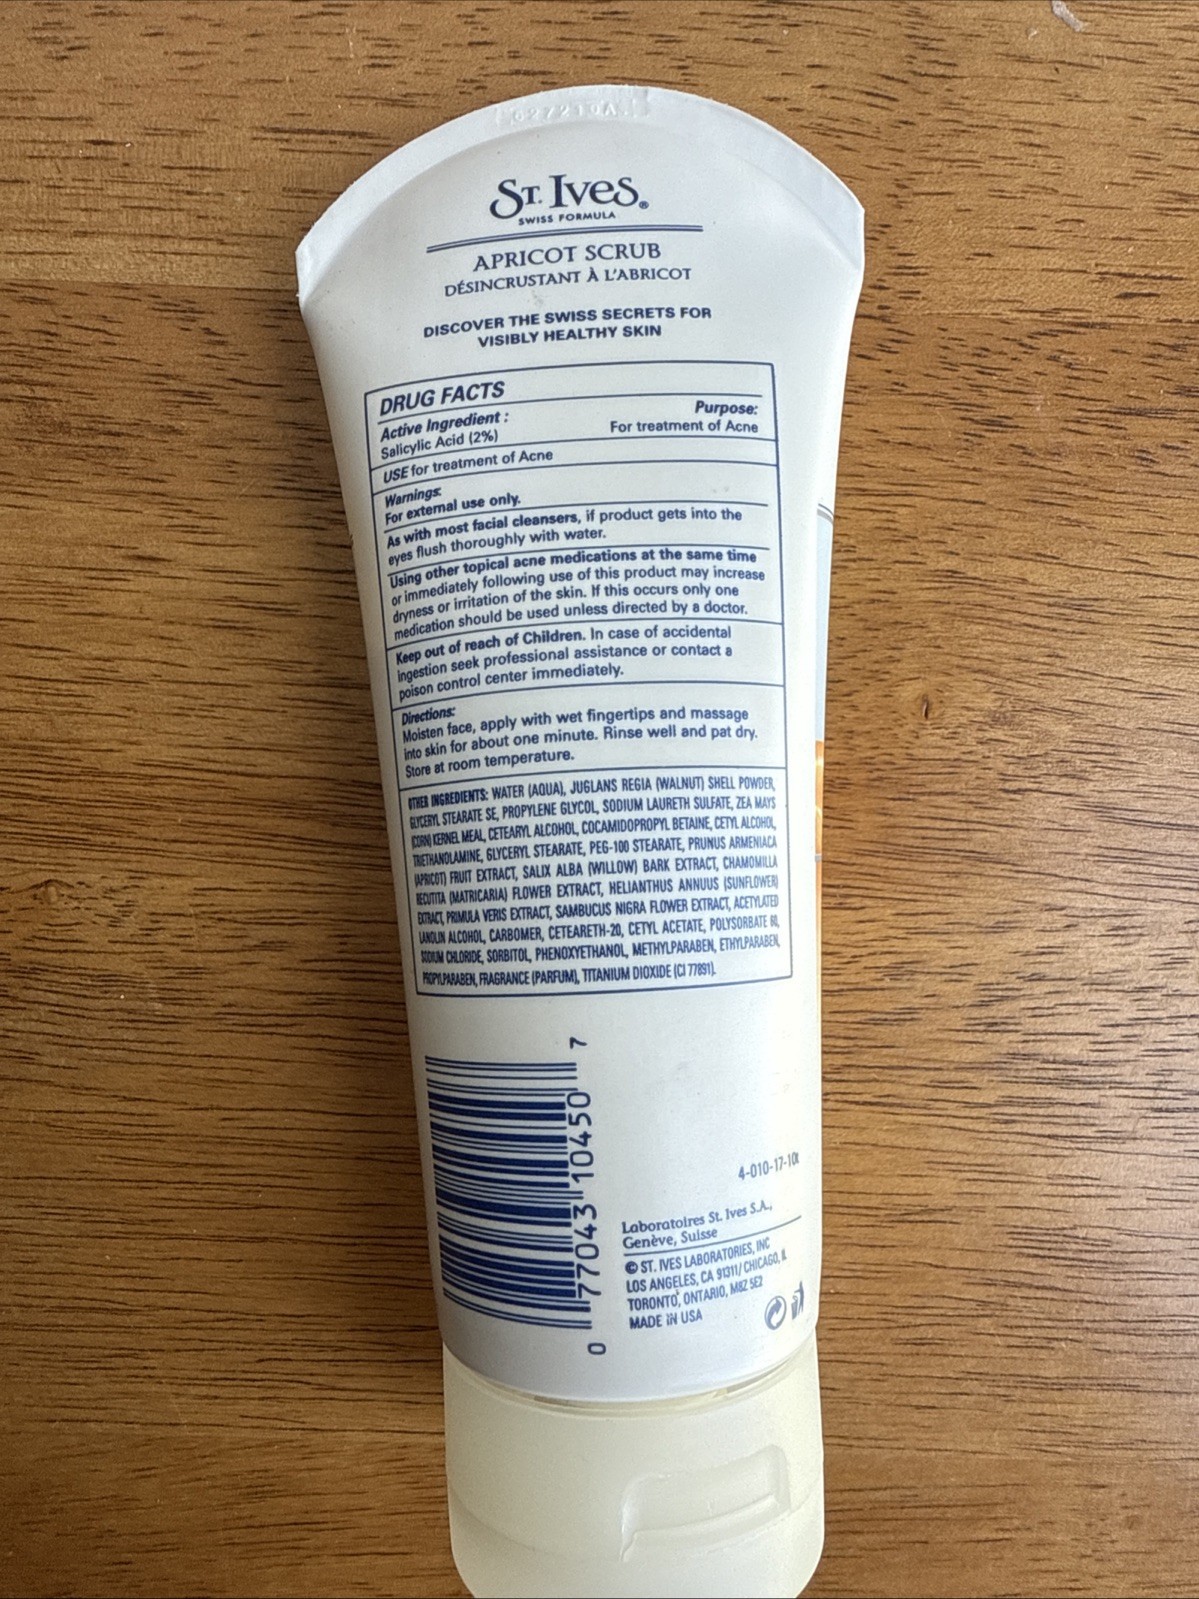 027210A
ST. IVES®
SWISS FORMULA
APRICOT SCRUB
DÉSINCRUSTANT À L'ABRICOT
DISCOVER THE SWISS SECRETS FOR
VISIBLY HEALTHY SKIN
DRUG FACTS
Active Ingredient : Purpose:
Salicylic Acid (2%) For treatment of Acne
USE for treatment of Acne
Warnings:
For external use only.
As with most facial cleansers, if product gets into the
eyes flush thoroughly with water.
Using other topical acne medications at the same time
or immediately following use of this product may increase
dryness or irritation of the skin. If this occurs only one
medication should be used unless directed by a doctor.
Keep out of reach of Children. In case of accidental
ingestion seek professional assistance or contact a
poison control center immediately.
Directions:
Moisten face, apply with wet fingertips and massage
into skin for about one minute. Rinse well and pat dry.
Store at room temperature.
OTHER INGREDIENTS: WATER (AQUA), JUGLANS REGIA (WALNUT) SHELL POWDER,
GLYCERYL STEARATE SE, PROPYLENE GLYCOL, SODIUM LAURETH SULFATE, ZEA MAYS
(CORN) KERNEL MEAL, CETEARYL ALCOHOL, COCAMIDOPROPYL BETAINE, CETYL ALCOHOL,
TRIETHANOLAMINE, GLYCERYL STEARATE, PEG-100 STEARATE, PRUNUS ARMENIACA
(APRICOT) FRUIT EXTRACT, SALIX ALBA (WILLOW) BARK EXTRACT, CHAMOMILLA
RECUTITA (MATRICARIA) FLOWER EXTRACT, HELIANTHUS ANNUUS (SUNFLOWER)
EXTRACT, PRIMULA VERIS EXTRACT, SAMBUCUS NIGRA FLOWER EXTRACT, ACETYLATED
LANOLIN ALCOHOL, CARBOMER, CETEARETH-20, CETYL ACETATE, POLYSORBATE 60,
SODIUM CHLORIDE, SORBITOL, PHENOXYETHANOL, METHYLPARABEN, ETHYLPARABEN,
PROPYLPARABEN, FRAGRANCE (PARFUM), TITANIUM DIOXIDE (CI 77891).
0 77043 10450 7
4-010-17-10
Laboratoires St. Ives S.A.,
Genève, Suisse
© ST. IVES LABORATORIES, INC
LOS ANGELES, CA 91311/ CHICAGO, IL
TORONTO, ONTARIO, M8Z 5E2
MADE IN USA